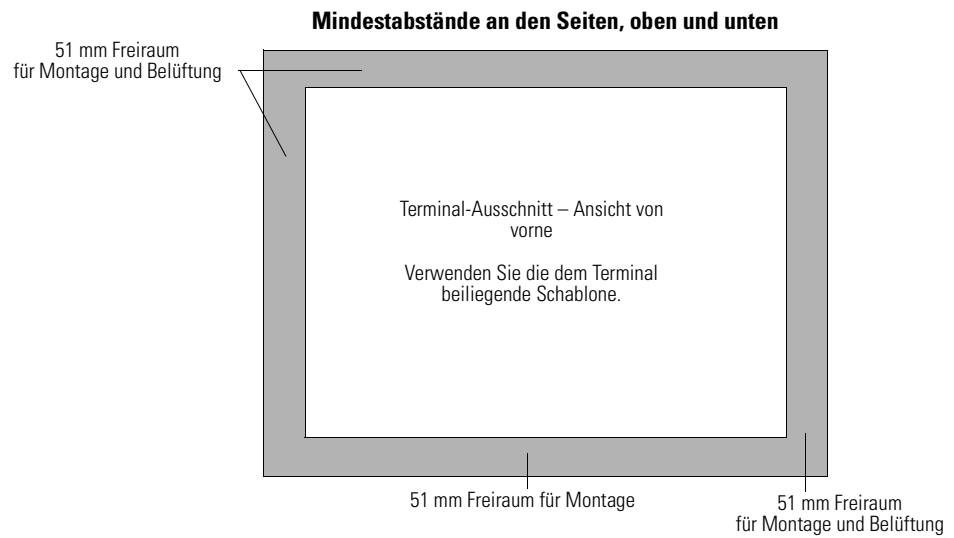 Mindestabstände an den Seiten, oben und unten
51 mm Freiraum
für Montage und Belüftung
Terminal-Ausschnitt – Ansicht von
vorne
Verwenden Sie die dem Terminal
beiliegende Schablone.
51 mm Freiraum für Montage
51 mm Freiraum
für Montage und Belüftung